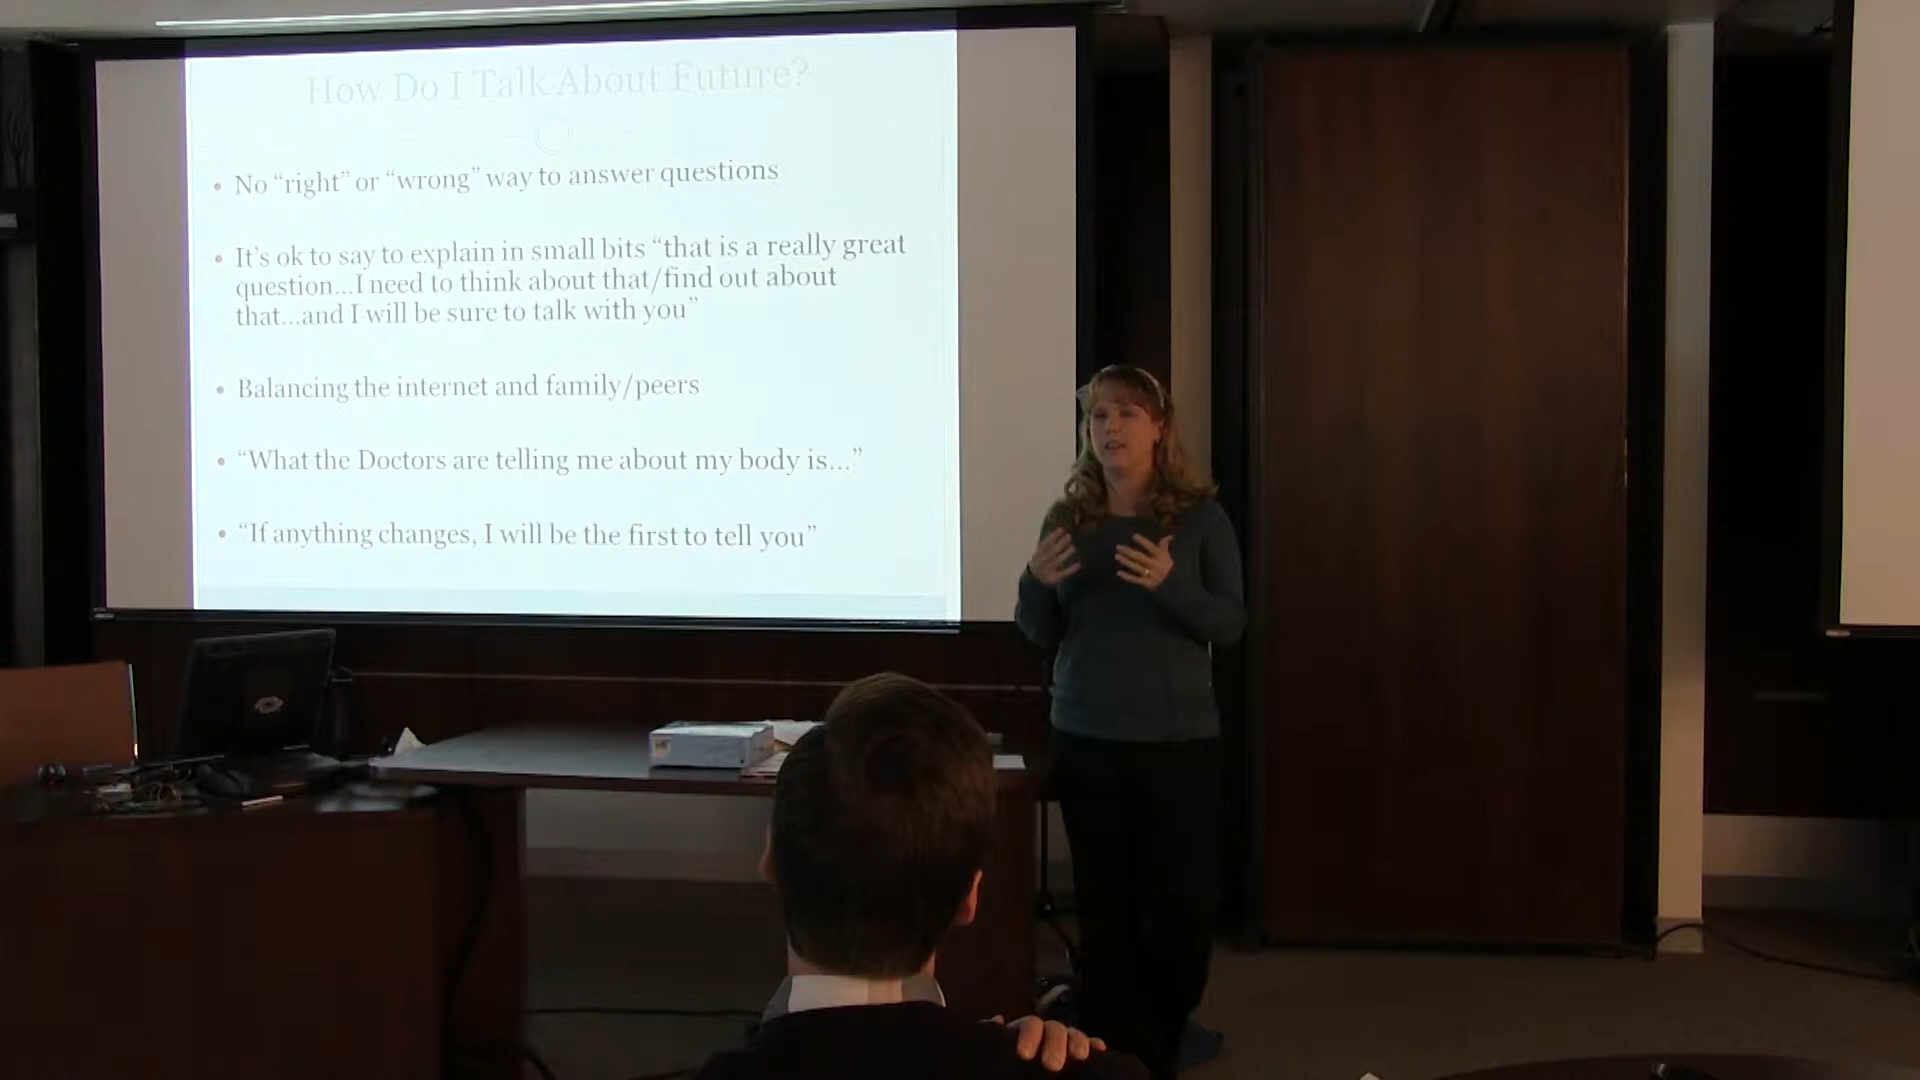 How Do I Talk About Future?
• No “right” or “wrong” way to answer questions
• It’s ok to say to explain in small bits “that is a really great
question...I need to think about that/find out about
that...and I will be sure to talk with you”
• Balancing the internet and family/peers
• “What the Doctors are telling me about my body is...”
• “If anything changes, I will be the first to tell you”